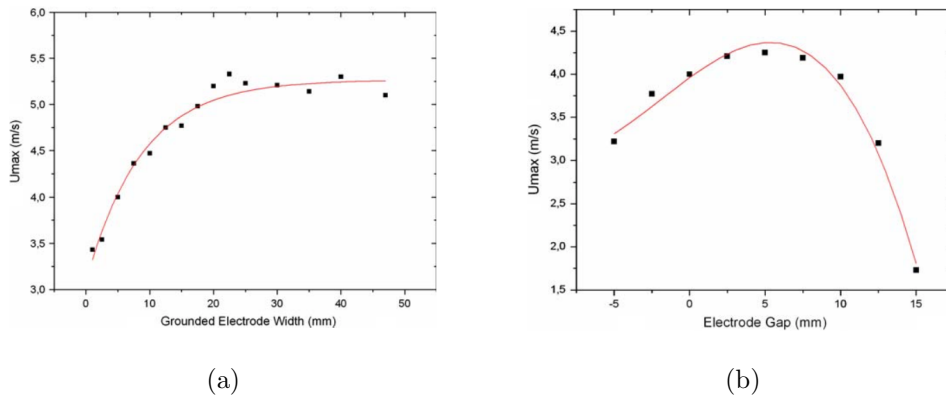 6,0
5,5
5,0
4,5
4,0
3,5
3,0
Umax (m/s)
0 10 20 30 40 50
Grounded Electrode Width (mm)
(a)
4,5
4,0
3,5
3,0
2,5
2,0
1,5
Umax (m/s)
-5 0 5 10 15
Electrode Gap (mm)
(b)